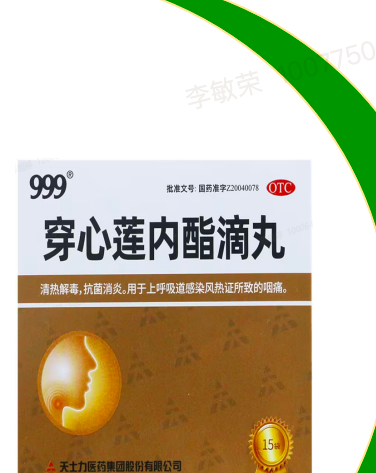 李敏荣
999®
批准文号: 国药准字Z20040078 OTC
穿心莲内酯滴丸
清热解毒,抗菌消炎。用于上呼吸道感染风热证所致的咽痛。
15袋
天士力医药集团股份有限公司